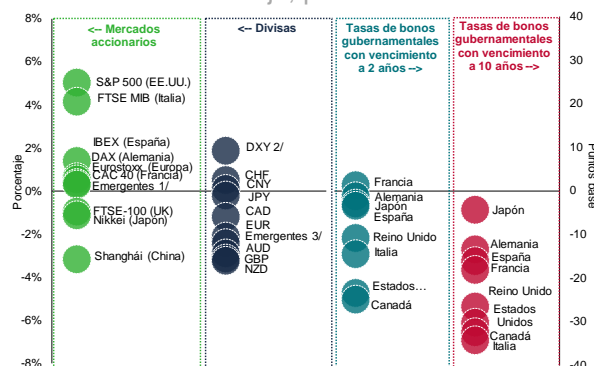 <-- Mercados
accionarios
<-- Divisas
Tasas de bonos
gubernamentales
con vencimiento
a 2 años -->
Tasas de bonos
gubernamentales
con vencimiento
a 10 años -->
8%
6%
4%
2%
0%
-2%
-4%
-6%
-8%
Porcentaje
S&P 500 (EE.UU.)
FTSE MIB (Italia)
IBEX (España)
DAX (Alemania)
Eurostoxx (Europa)
CAC 40 (Francia)
Emergentes 1/
FTSE-100 (UK)
Nikkei (Japón)
Shanghái (China)
DXY 2/
CHF
CNY
JPY
CAD
EUR
Emergentes 3/
AUD
GBP
NZD
Francia
Alemania
Japón
España
Reino Unido
Italia
Estados…
Canadá
Japón
Alemania
España
Francia
Reino Unido
Estados
Unidos
Canadá
Italia
40
30
20
10
0
-10
-20
-30
-40
Puntos base